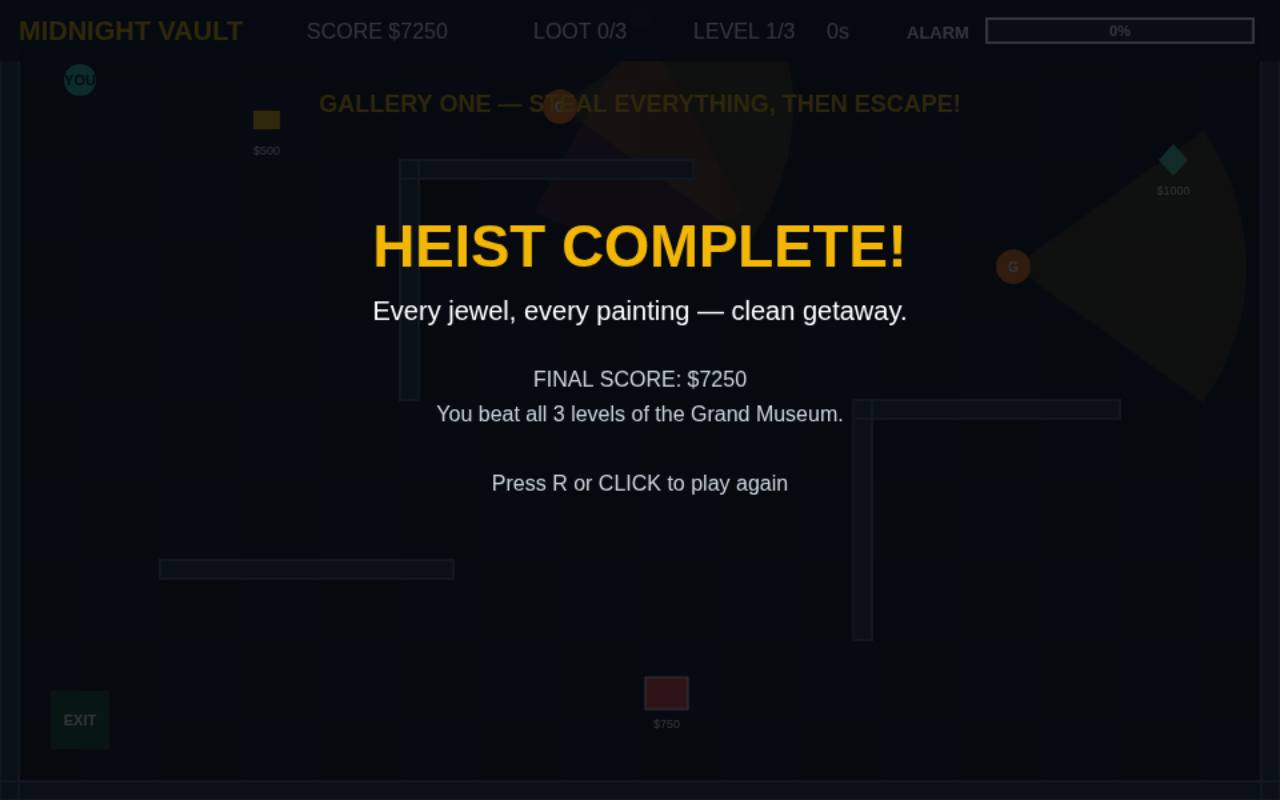 MIDNIGHT VAULT SCORE $7250 LOOT 0/3 LEVEL 1/3 0s ALARM 0%
YOU
GALLERY ONE — STEAL EVERYTHING, THEN ESCAPE!
$500
$1000
HEIST COMPLETE!
G
Every jewel, every painting — clean getaway.
FINAL SCORE: $7250
You beat all 3 levels of the Grand Museum.
Press R or CLICK to play again
EXIT
$750